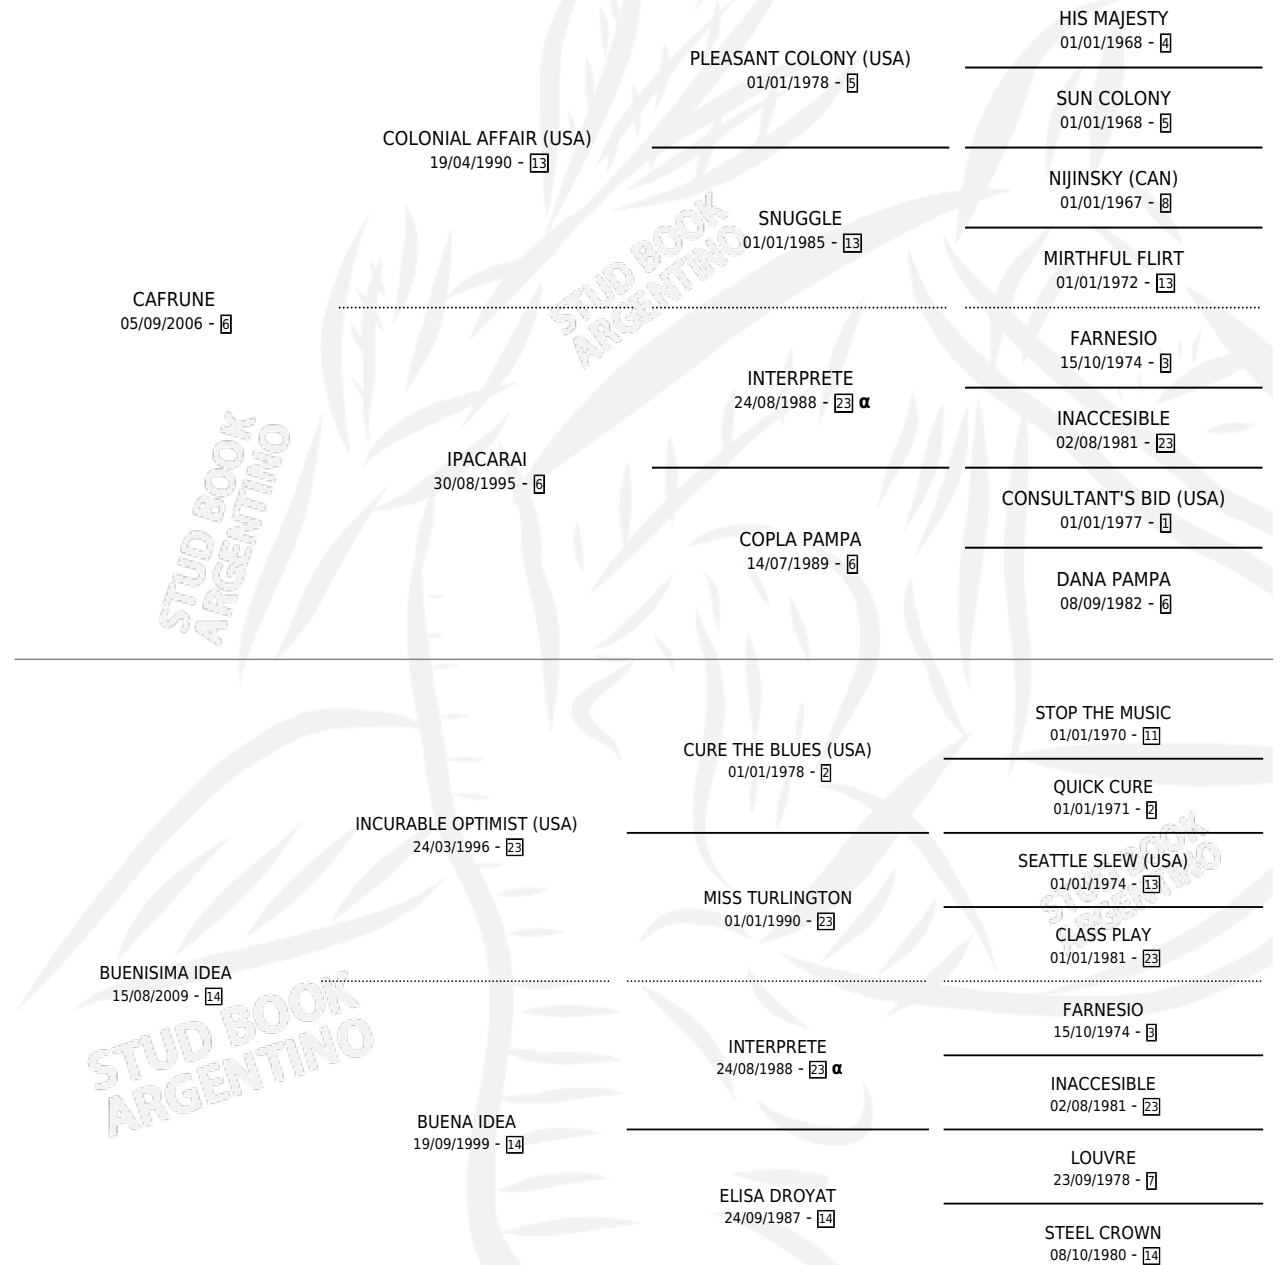 HIS MAJESTY
01/01/1968 - 4
PLEASANT COLONY (USA)
01/01/1978 - 5
SUN COLONY
01/01/1968 - 5
COLONIAL AFFAIR (USA)
19/04/1990 - 13
NIJINSKY (CAN)
01/01/1967 - 8
SNUGGLE
01/01/1985 - 13
MIRTHFUL FLIRT
01/01/1972 - 13
CAFRUNE
05/09/2006 - 6
FARNESIO
15/10/1974 - 3
INTERPRETE
24/08/1988 - 23 α
INACCESIBLE
02/08/1981 - 23
IPACARAI
30/08/1995 - 6
CONSULTANT'S BID (USA)
01/01/1977 - 1
COPLA PAMPA
14/07/1989 - 6
DANA PAMPA
08/09/1982 - 6
STOP THE MUSIC
01/01/1970 - 11
CURE THE BLUES (USA)
01/01/1978 - 2
QUICK CURE
01/01/1971 - 2
INCURABLE OPTIMIST (USA)
24/03/1996 - 23
SEATTLE SLEW (USA)
01/01/1974 - 13
MISS TURLINGTON
01/01/1990 - 23
CLASS PLAY
01/01/1981 - 23
BUENISIMA IDEA
15/08/2009 - 14
FARNESIO
15/10/1974 - 3
INTERPRETE
24/08/1988 - 23 α
INACCESIBLE
02/08/1981 - 23
BUENA IDEA
19/09/1999 - 14
LOUVRE
23/09/1978 - 7
ELISA DROYAT
24/09/1987 - 14
STEEL CROWN
08/10/1980 - 14
STUD BOOK
ARGENTINO
STUD BOOK
ARGENTINO
STUD BOOK
ARGENTINO
STUD BOOK
ARGENTINO